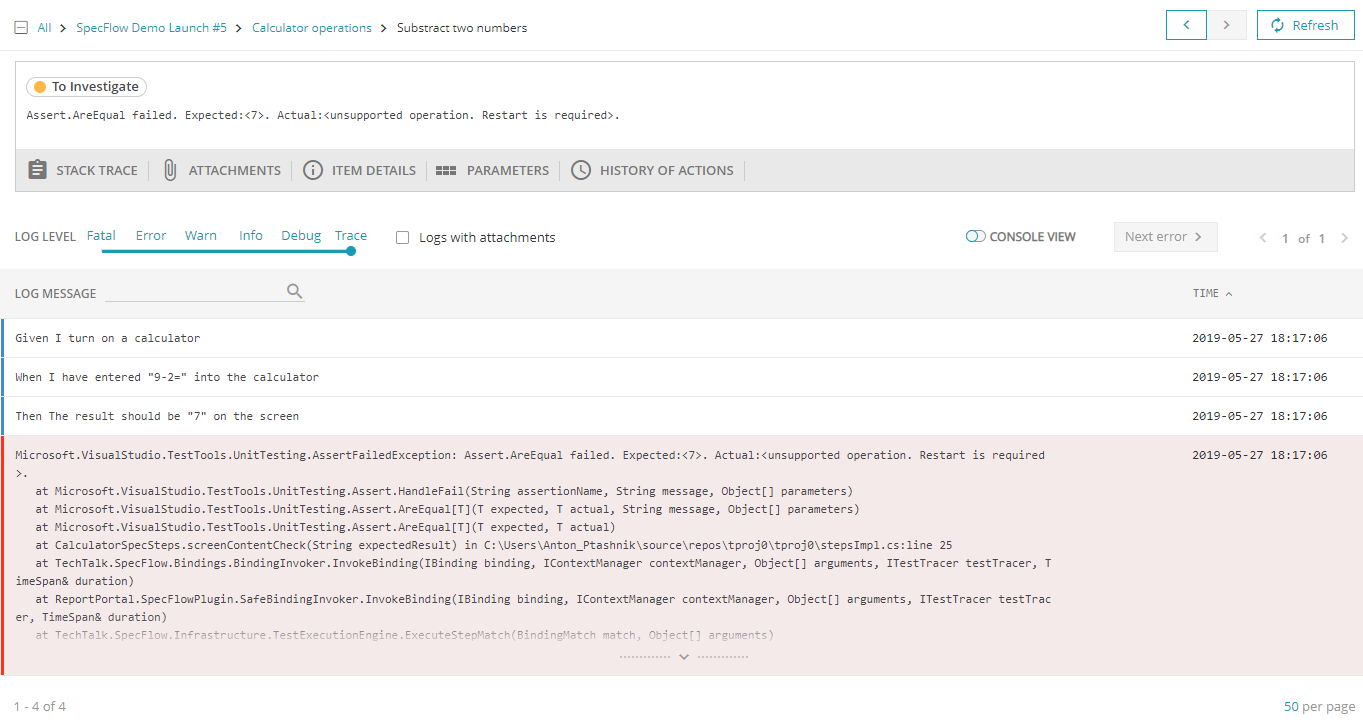 All > SpecFlow Demo Launch #5 > Calculator operations > Substract two numbers
Refresh
To Investigate
Assert.AreEqual failed. Expected:<7>. Actual:<unsupported operation. Restart is required>.
STACK TRACE ATTACHMENTS ITEM DETAILS PARAMETERS HISTORY OF ACTIONS
LOG LEVEL Fatal Error Warn Info Debug Trace Logs with attachments CONSOLE VIEW Next error > < 1 of 1 >
LOG MESSAGE TIME
Given I turn on a calculator 2019-05-27 18:17:06
When I have entered "9-2=" into the calculator 2019-05-27 18:17:06
Then The result should be "7" on the screen 2019-05-27 18:17:06
Microsoft.VisualStudio.TestTools.UnitTesting.AssertFailedException: Assert.AreEqual failed. Expected:<7>. Actual:<unsupported operation. Restart is required 2019-05-27 18:17:06
>.
at Microsoft.VisualStudio.TestTools.UnitTesting.Assert.HandleFail(String assertionName, String message, Object[] parameters)
at Microsoft.VisualStudio.TestTools.UnitTesting.Assert.AreEqual[T](T expected, T actual, String message, Object[] parameters)
at Microsoft.VisualStudio.TestTools.UnitTesting.Assert.AreEqual[T](T expected, T actual)
at CalculatorSpecSteps.screenContentCheck(String expectedResult) in C:\Users\Anton_Ptashnik\source\repos\tproj0\tproj0\stepsImpl.cs:line 25
at TechTalk.SpecFlow.Bindings.BindingInvoker.InvokeBinding(IBinding binding, IContextManager contextManager, Object[] arguments, ITestTracer testTracer, T
imeSpan& duration)
at ReportPortal.SpecFlowPlugin.SafeBindingInvoker.InvokeBinding(IBinding binding, IContextManager contextManager, Object[] arguments, ITestTracer testTrac
er, TimeSpan& duration)
at TechTalk.SpecFlow.Infrastructure.TestExecutionEngine.ExecuteStepMatch(BindingMatch match, Object[] arguments)
1 - 4 of 4 50 per page